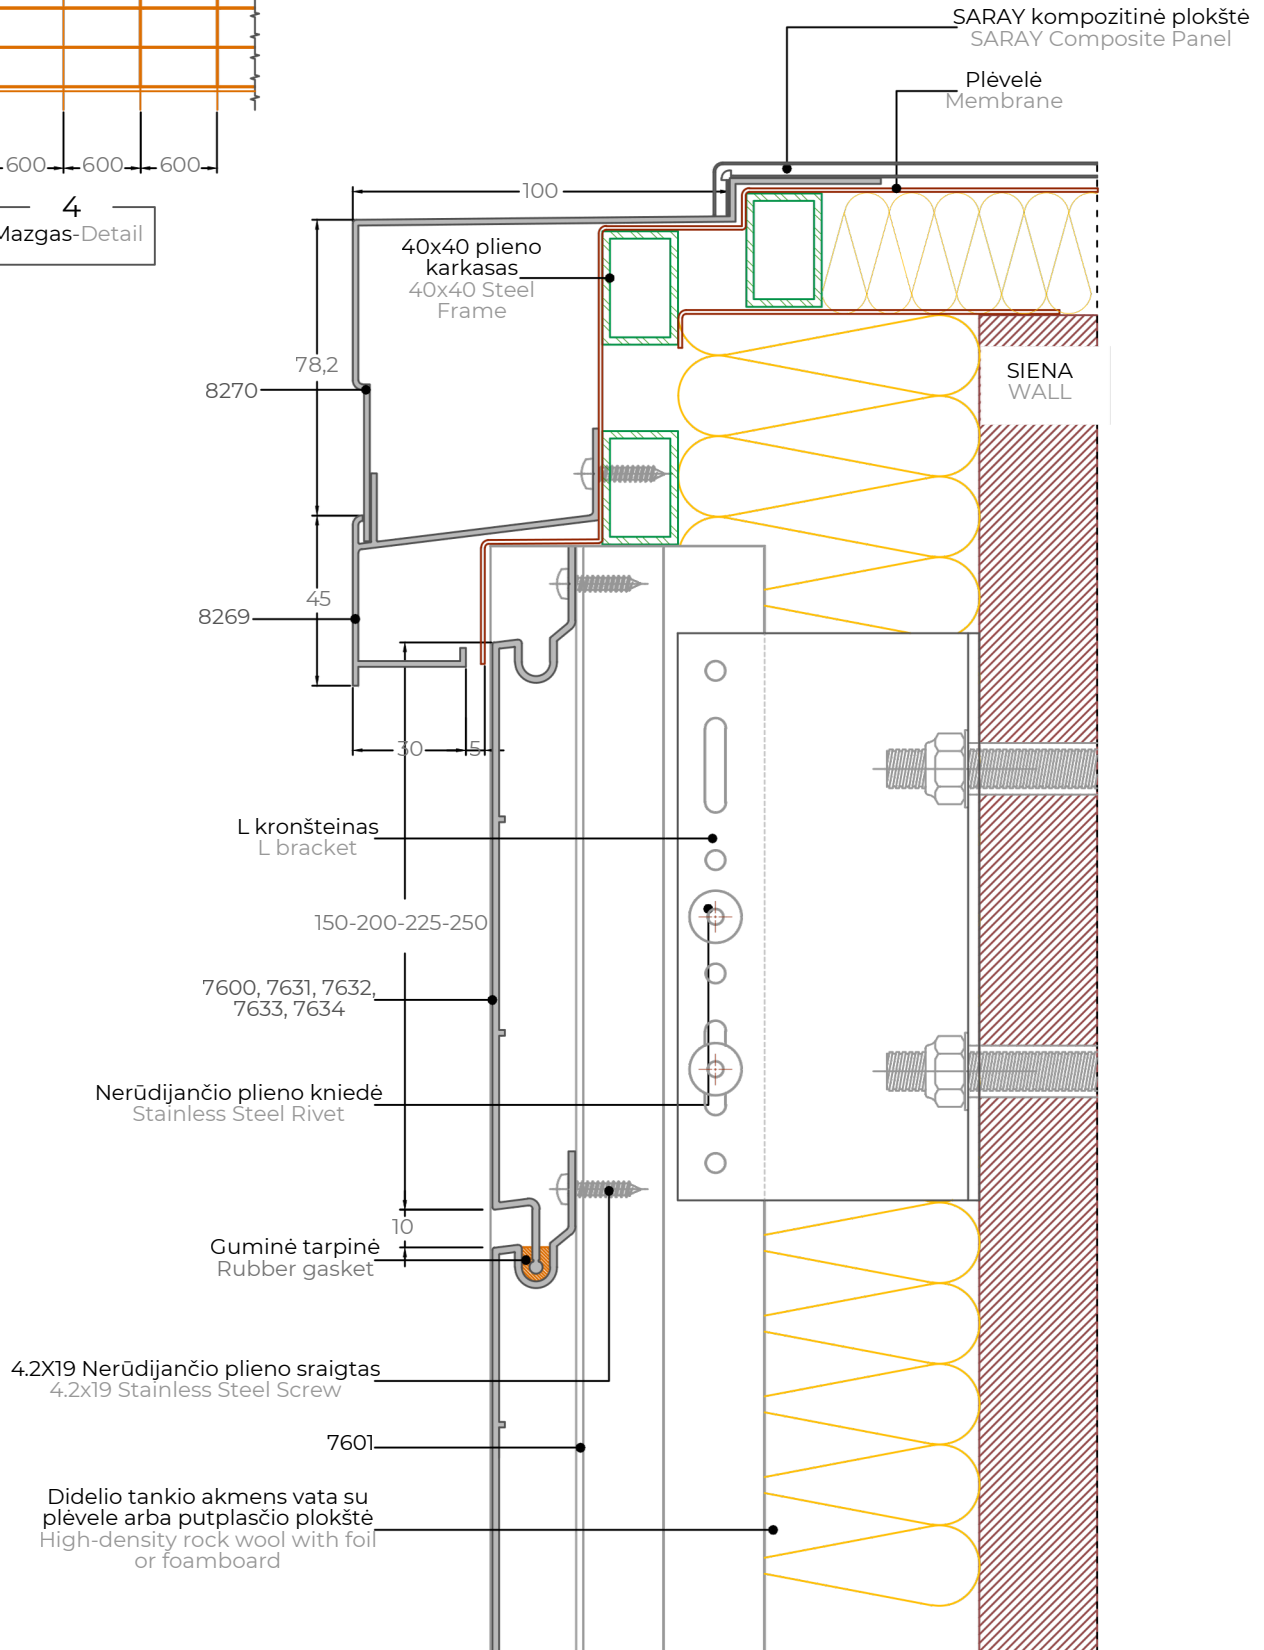 SARAY kompozitinė plokštė
SARAY Composite Panel
Plėvelė
Membrane
600 600 600
4
Mazgas-Detail
100
40x40 plieno
karkasas
40x40 Steel
Frame
78,2
8270
SIENA
WALL
45
8269
30 5
L kronšteinas
L bracket
150-200-225-250
7600, 7631, 7632,
7633, 7634
Nerūdijančio plieno kniedė
Stainless Steel Rivet
10
Guminė tarpinė
Rubber gasket
4.2X19 Nerūdijančio plieno sraigtas
4.2x19 Stainless Steel Screw
7601
Didelio tankio akmens vata su
plėvele arba putplasčio plokštė
High-density rock wool with foil
or foamboard